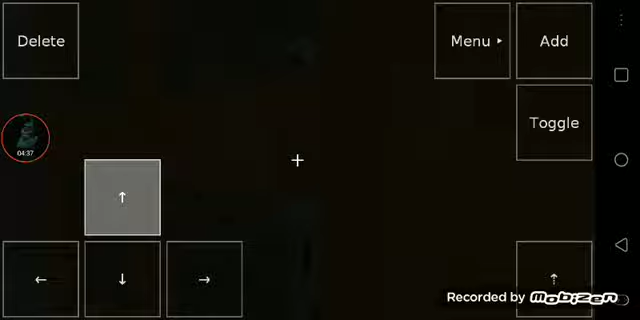 Delete
Menu ▸
Add
Toggle
04:37
↑
← ↓ → ⇡
Recorded by Mobizen